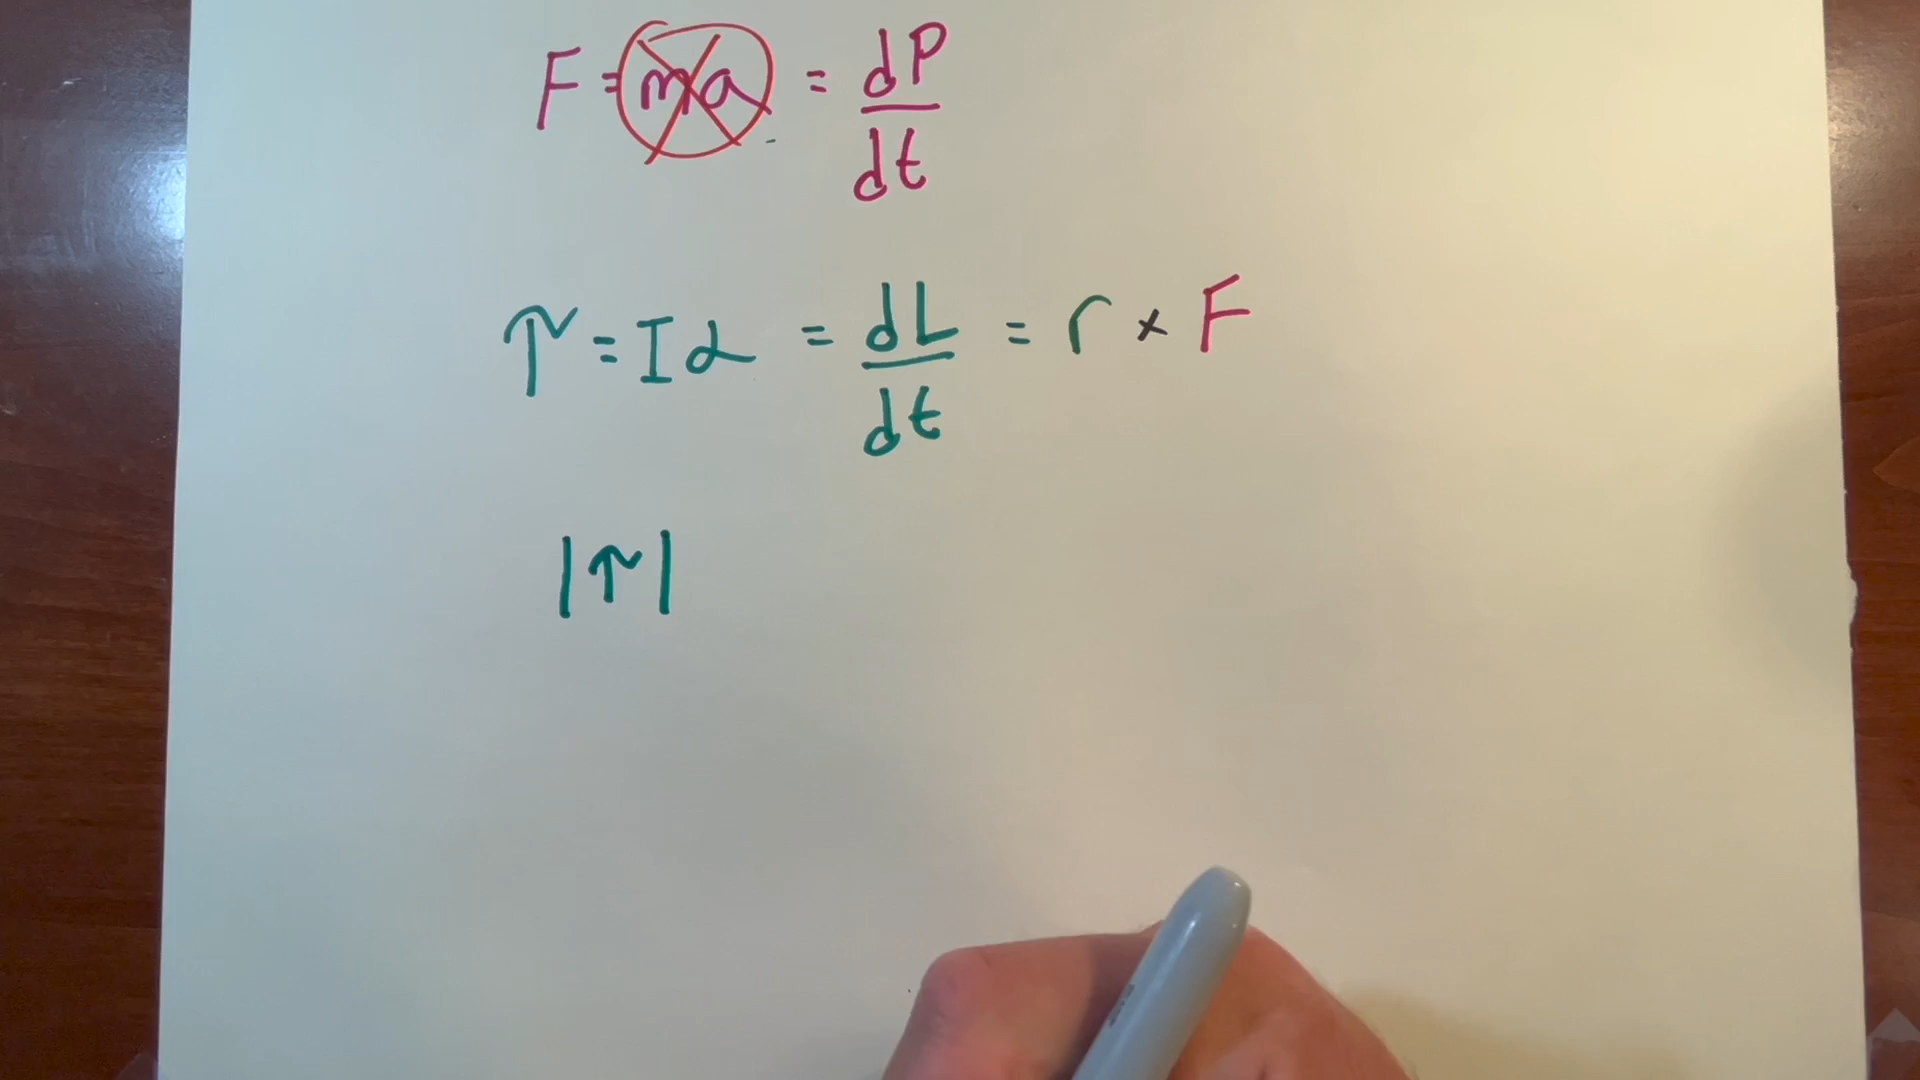 F = ma = dP/dt
τ = Iα = dL/dt = r × F
|τ|